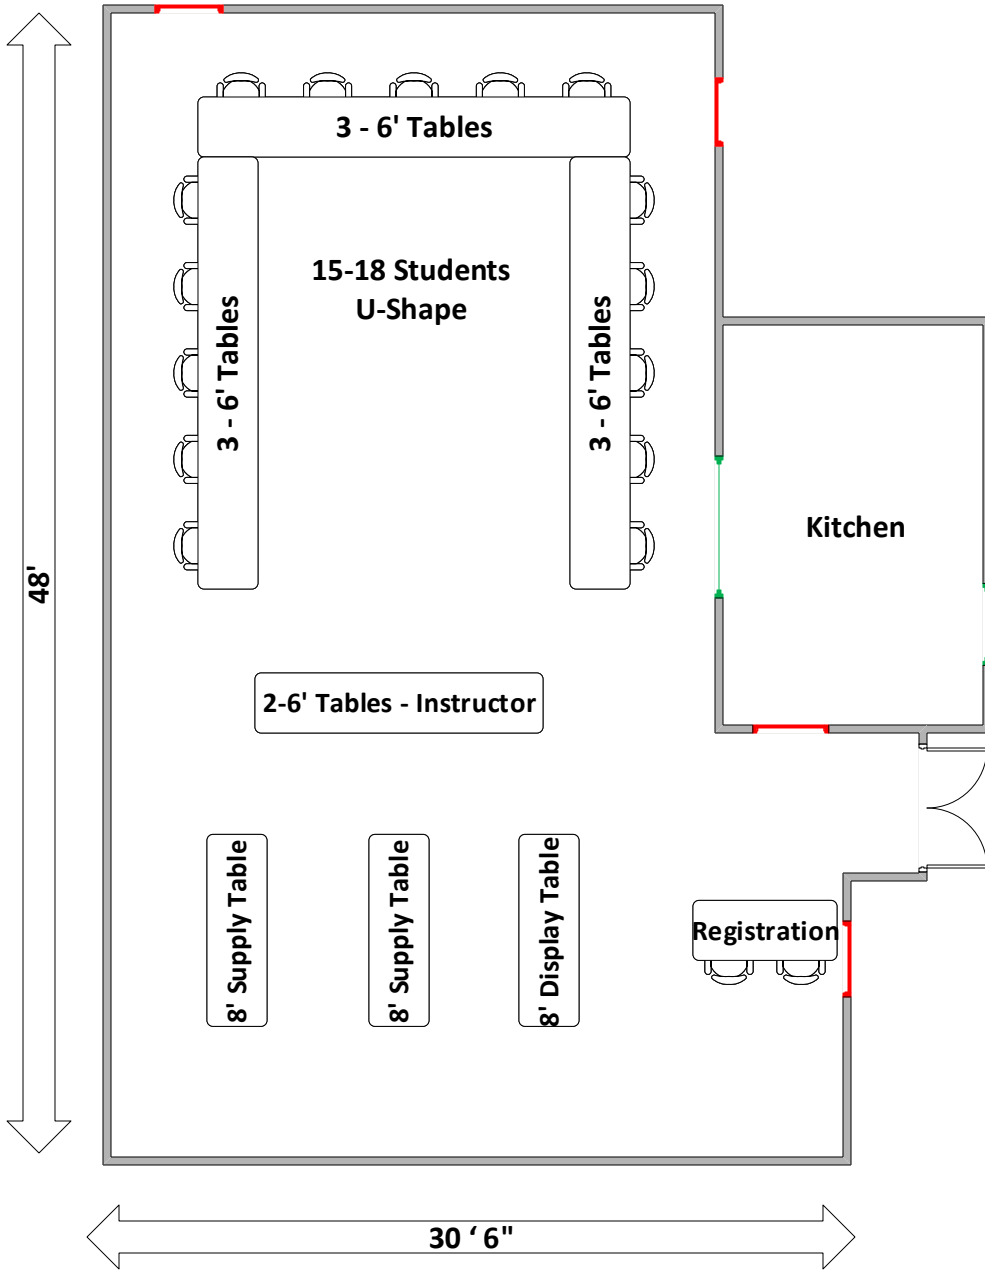 3 - 6' Tables
15-18 Students
U-Shape
3 - 6' Tables
3 - 6' Tables
Kitchen
48'
2-6' Tables - Instructor
8' Supply Table
8' Supply Table
8' Display Table
Registration
30 ‘ 6"